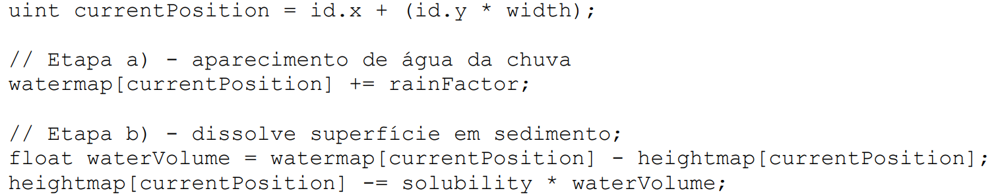 uint currentPosition = id.x + (id.y * width);
// Etapa a) - aparecimento de água da chuva
watermap[currentPosition] += rainFactor;
// Etapa b) - dissolve superfície em sedimento;
float waterVolume = watermap[currentPosition] - heightmap[currentPosition];
heightmap[currentPosition] -= solubility * waterVolume;